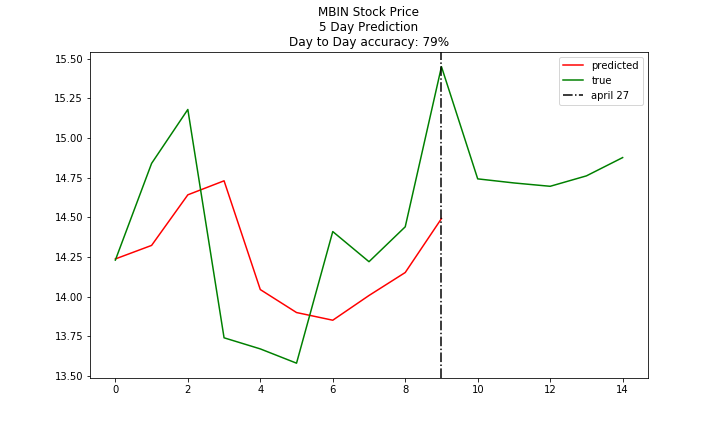 MBIN Stock Price
5 Day Prediction
Day to Day accuracy: 79%
15.50
15.25
15.00
14.75
14.50
14.25
14.00
13.75
13.50
0 2 4 6 8 10 12 14
predicted
true
april 27